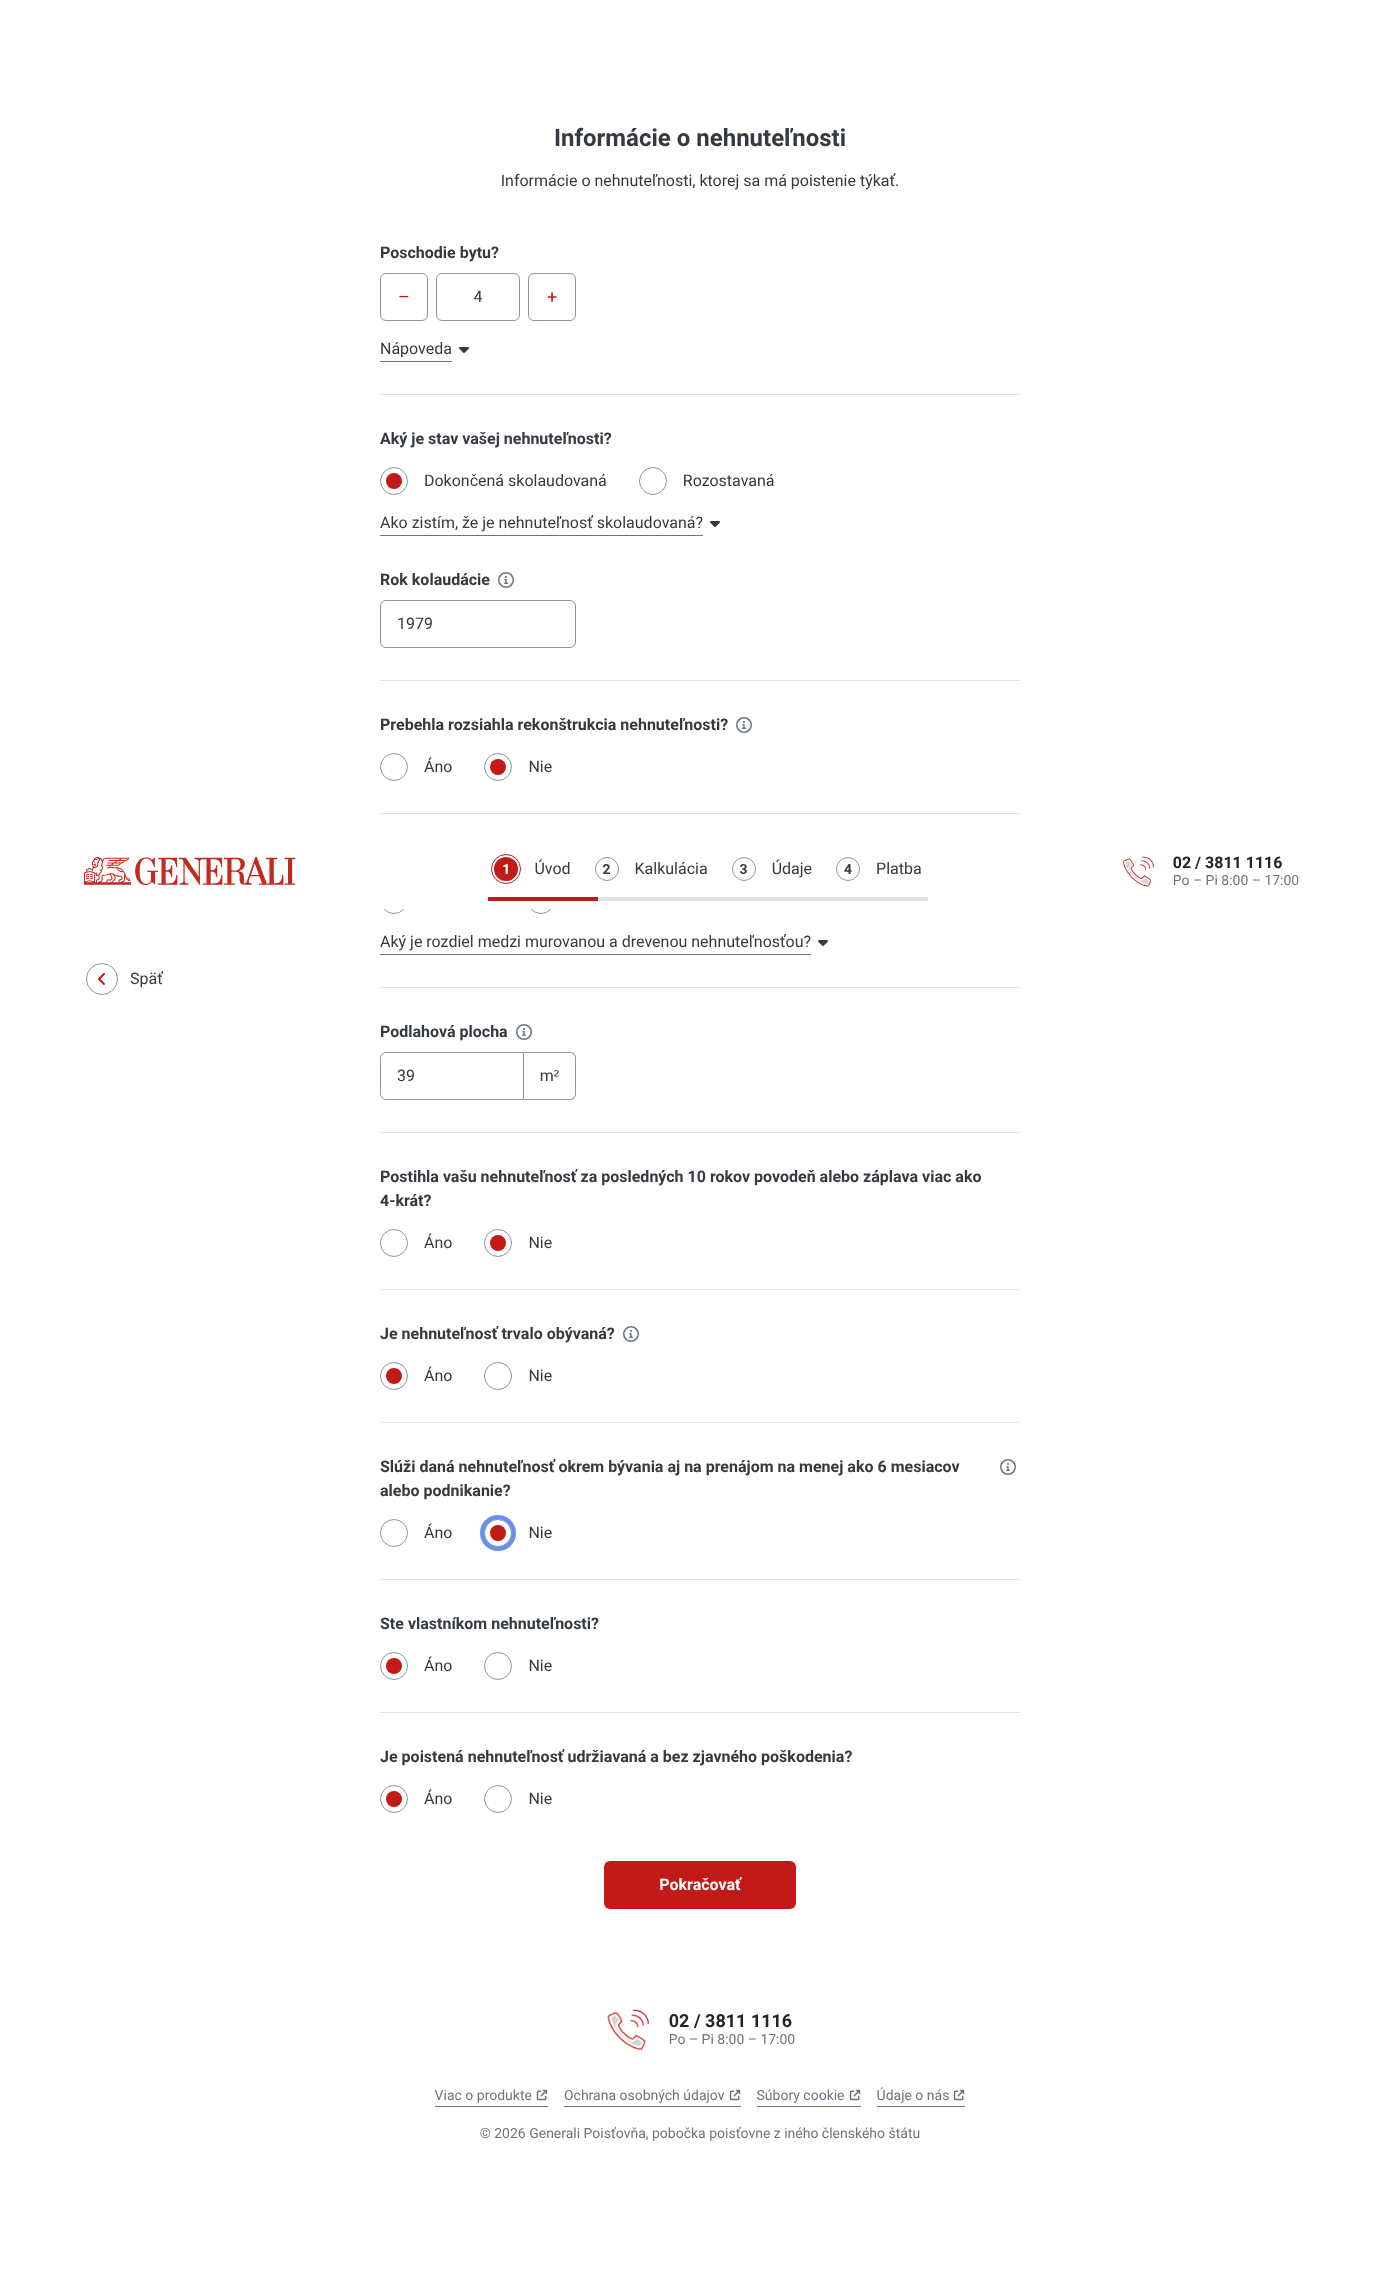 Informácie o nehnuteľnosti
Informácie o nehnuteľnosti, ktorej sa má poistenie týkať.
Poschodie bytu?
− 4 +
Nápoveda
Aký je stav vašej nehnuteľnosti?
Dokončená skolaudovaná Rozostavaná
Ako zistím, že je nehnuteľnosť skolaudovaná?
Rok kolaudácie
1979
Prebehla rozsiahla rekonštrukcia nehnuteľnosti?
Áno Nie
GENERALI
1 Úvod 2 Kalkulácia 3 Údaje 4 Platba
02 / 3811 1116
Po – Pi 8:00 – 17:00
Aký je rozdiel medzi murovanou a drevenou nehnuteľnosťou?
Späť
Podlahová plocha
39 m²
Postihla vašu nehnuteľnosť za posledných 10 rokov povodeň alebo záplava viac ako
4-krát?
Áno Nie
Je nehnuteľnosť trvalo obývaná?
Áno Nie
Slúži daná nehnuteľnosť okrem bývania aj na prenájom na menej ako 6 mesiacov
alebo podnikanie?
Áno Nie
Ste vlastníkom nehnuteľnosti?
Áno Nie
Je poistená nehnuteľnosť udržiavaná a bez zjavného poškodenia?
Áno Nie
Pokračovať
02 / 3811 1116
Po – Pi 8:00 – 17:00
Viac o produkte Ochrana osobných údajov Súbory cookie Údaje o nás
© 2026 Generali Poisťovňa, pobočka poisťovne z iného členského štátu